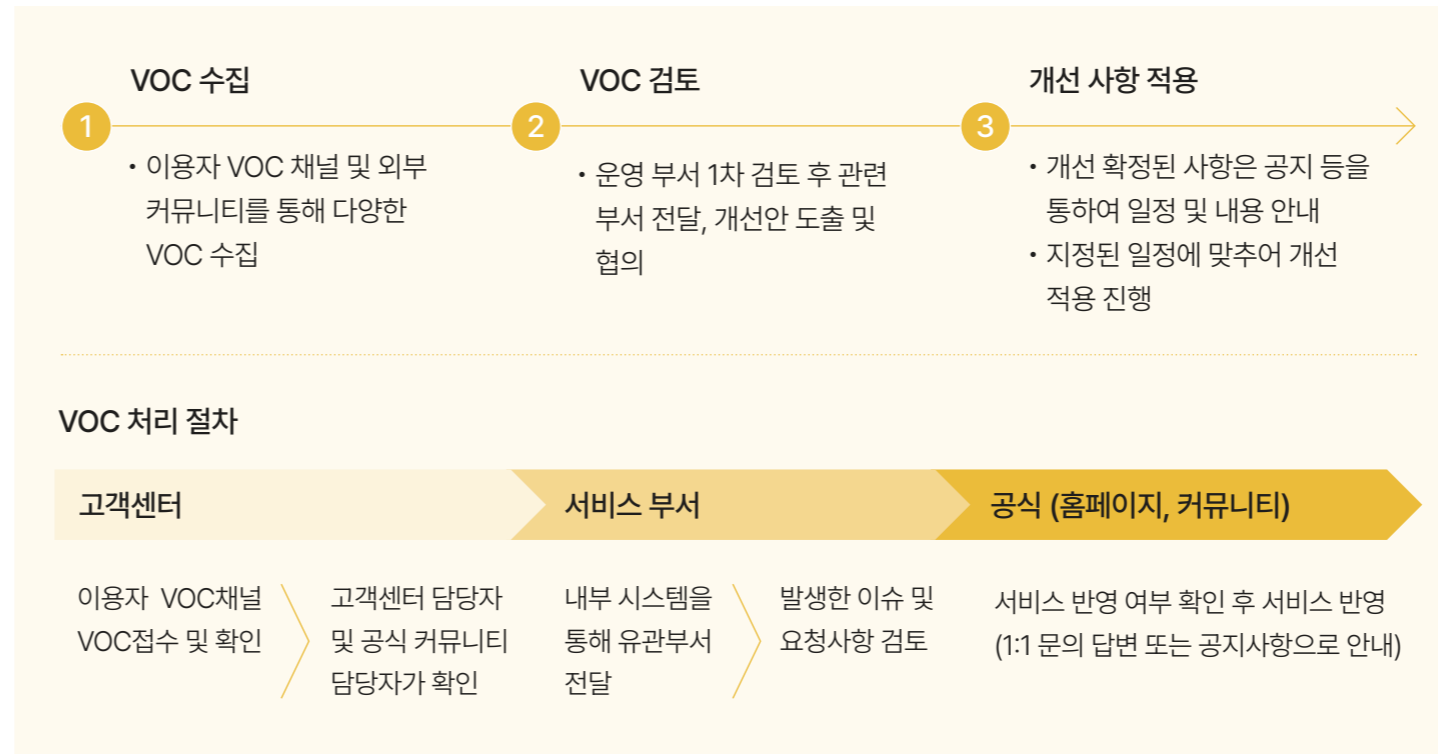 VOC 수집
1
• 이용자 VOC 채널 및 외부
커뮤니티를 통해 다양한
VOC 수집
VOC 검토
2
• 운영 부서 1차 검토 후 관련
부서 전달, 개선안 도출 및
협의
개선 사항 적용
3
• 개선 확정된 사항은 공지 등을
통하여 일정 및 내용 안내
• 지정된 일정에 맞추어 개선
적용 진행
VOC 처리 절차
고객센터
이용자 VOC채널
VOC접수 및 확인
고객센터 담당자
및 공식 커뮤니티
담당자가 확인
서비스 부서
내부 시스템을
통해 유관부서
전달
발생한 이슈 및
요청사항 검토
공식 (홈페이지, 커뮤니티)
서비스 반영 여부 확인 후 서비스 반영
(1:1 문의 답변 또는 공지사항으로 안내)